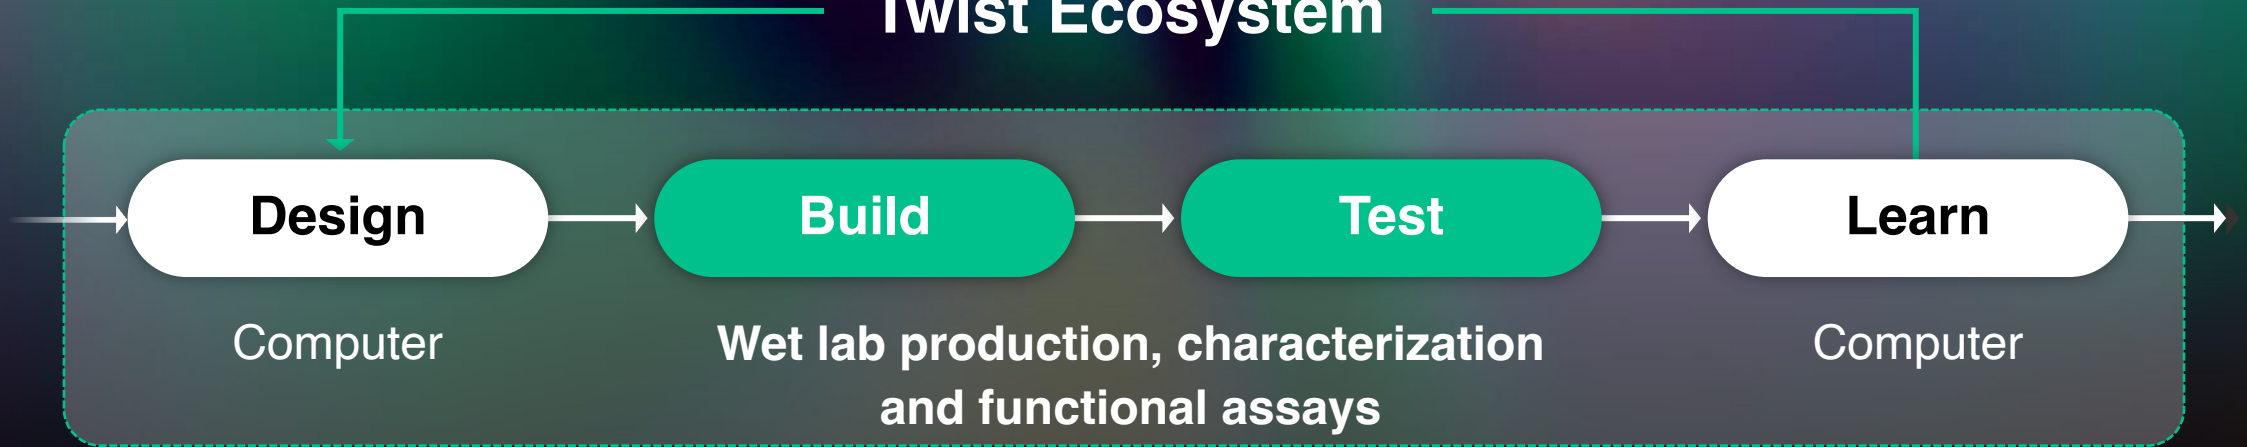 Twist Ecosystem
Design
Build
Test
Learn
Computer
Wet lab production, characterization
and functional assays
Computer